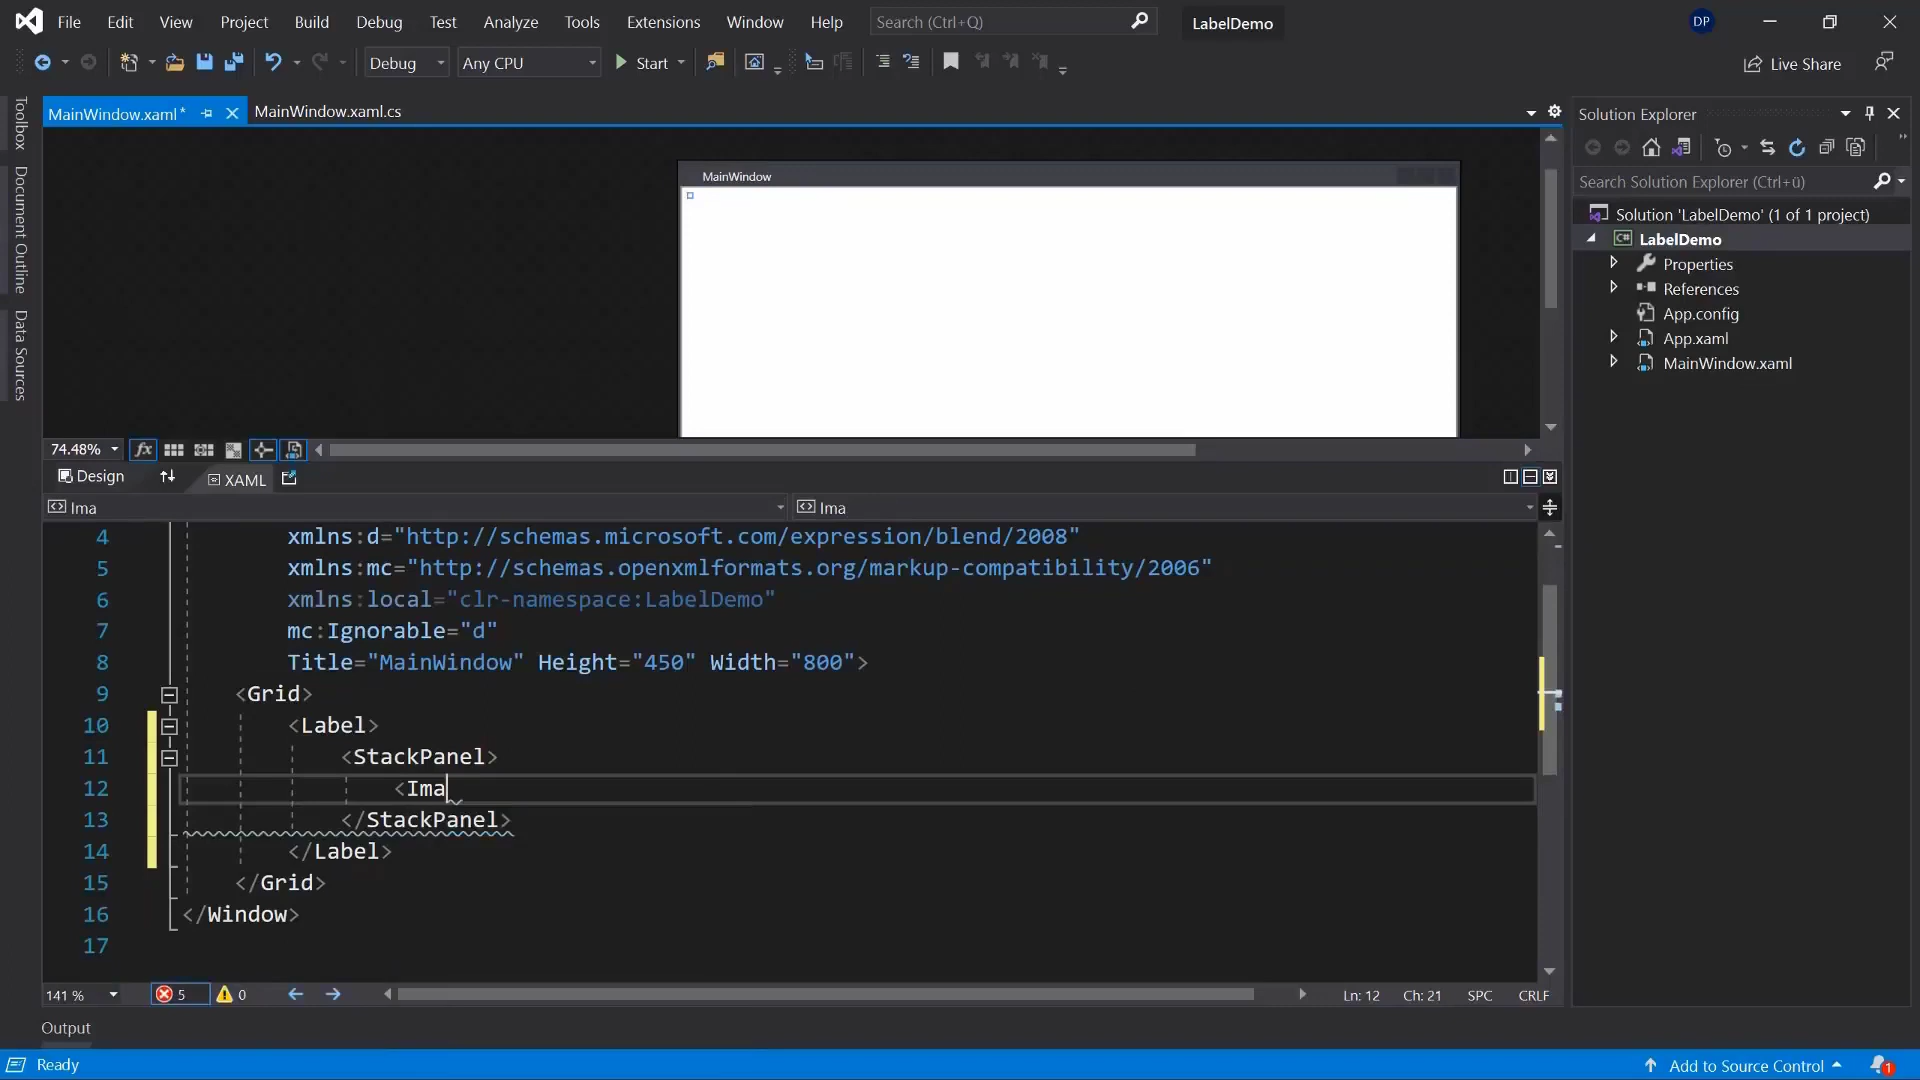 File Edit View Project Build Debug Test Analyze Tools Extensions Window Help Search (Ctrl+Q) LabelDemo DP
Debug Any CPU Start Live Share
Toolbox
Document Outline
Data Sources
MainWindow.xaml* MainWindow.xaml.cs
MainWindow
74.48% fx
Design XAML
Ima Ima
4 xmlns:d="http://schemas.microsoft.com/expression/blend/2008"
5 xmlns:mc="http://schemas.openxmlformats.org/markup-compatibility/2006"
6 xmlns:local="clr-namespace:LabelDemo"
7 mc:Ignorable="d"
8 Title="MainWindow" Height="450" Width="800">
9 <Grid>
10 <Label>
11 <StackPanel>
12 <Ima
13 </StackPanel>
14 </Label>
15 </Grid>
16 </Window>
17
141 % 5 0 Ln: 12 Ch: 21 SPC CRLF
Output
Ready Add to Source Control 1
Solution Explorer
Search Solution Explorer (Ctrl+ü)
Solution 'LabelDemo' (1 of 1 project)
C# LabelDemo
Properties
References
App.config
App.xaml
MainWindow.xaml